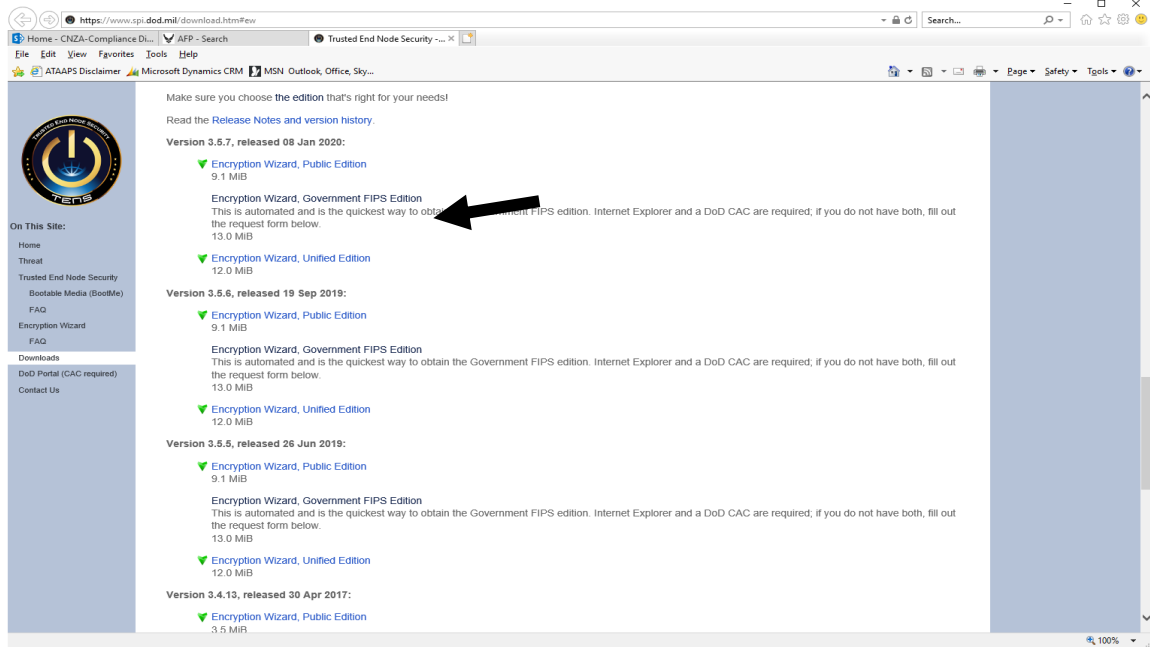 https://www.spi.dod.mil/download.htm#ew
Search...
Home - CNZA-Compliance Di...
AFP - Search
Trusted End Node Security -...
File Edit View Favorites Tools Help
ATAAPS Disclaimer Microsoft Dynamics CRM MSN Outlook, Office, Sky...
Page Safety Tools
TRUSTED END NODE SECURITY
TENS
On This Site:
Home
Threat
Trusted End Node Security
Bootable Media (BootMe)
FAQ
Encryption Wizard
FAQ
Downloads
DoD Portal (CAC required)
Contact Us
Make sure you choose the edition that's right for your needs!
Read the Release Notes and version history.
Version 3.5.7, released 08 Jan 2020:
Encryption Wizard, Public Edition
9.1 MiB
Encryption Wizard, Government FIPS Edition
This is automated and is the quickest way to obtain FIPS edition. Internet Explorer and a DoD CAC are required; if you do not have both, fill out
the request form below.
13.0 MiB
Encryption Wizard, Unified Edition
12.0 MiB
Version 3.5.6, released 19 Sep 2019:
Encryption Wizard, Public Edition
9.1 MiB
Encryption Wizard, Government FIPS Edition
This is automated and is the quickest way to obtain the Government FIPS edition. Internet Explorer and a DoD CAC are required; if you do not have both, fill out
the request form below.
13.0 MiB
Encryption Wizard, Unified Edition
12.0 MiB
Version 3.5.5, released 26 Jun 2019:
Encryption Wizard, Public Edition
9.1 MiB
Encryption Wizard, Government FIPS Edition
This is automated and is the quickest way to obtain the Government FIPS edition. Internet Explorer and a DoD CAC are required; if you do not have both, fill out
the request form below.
13.0 MiB
Encryption Wizard, Unified Edition
12.0 MiB
Version 3.4.13, released 30 Apr 2017:
Encryption Wizard, Public Edition
3.5 MiB
100%